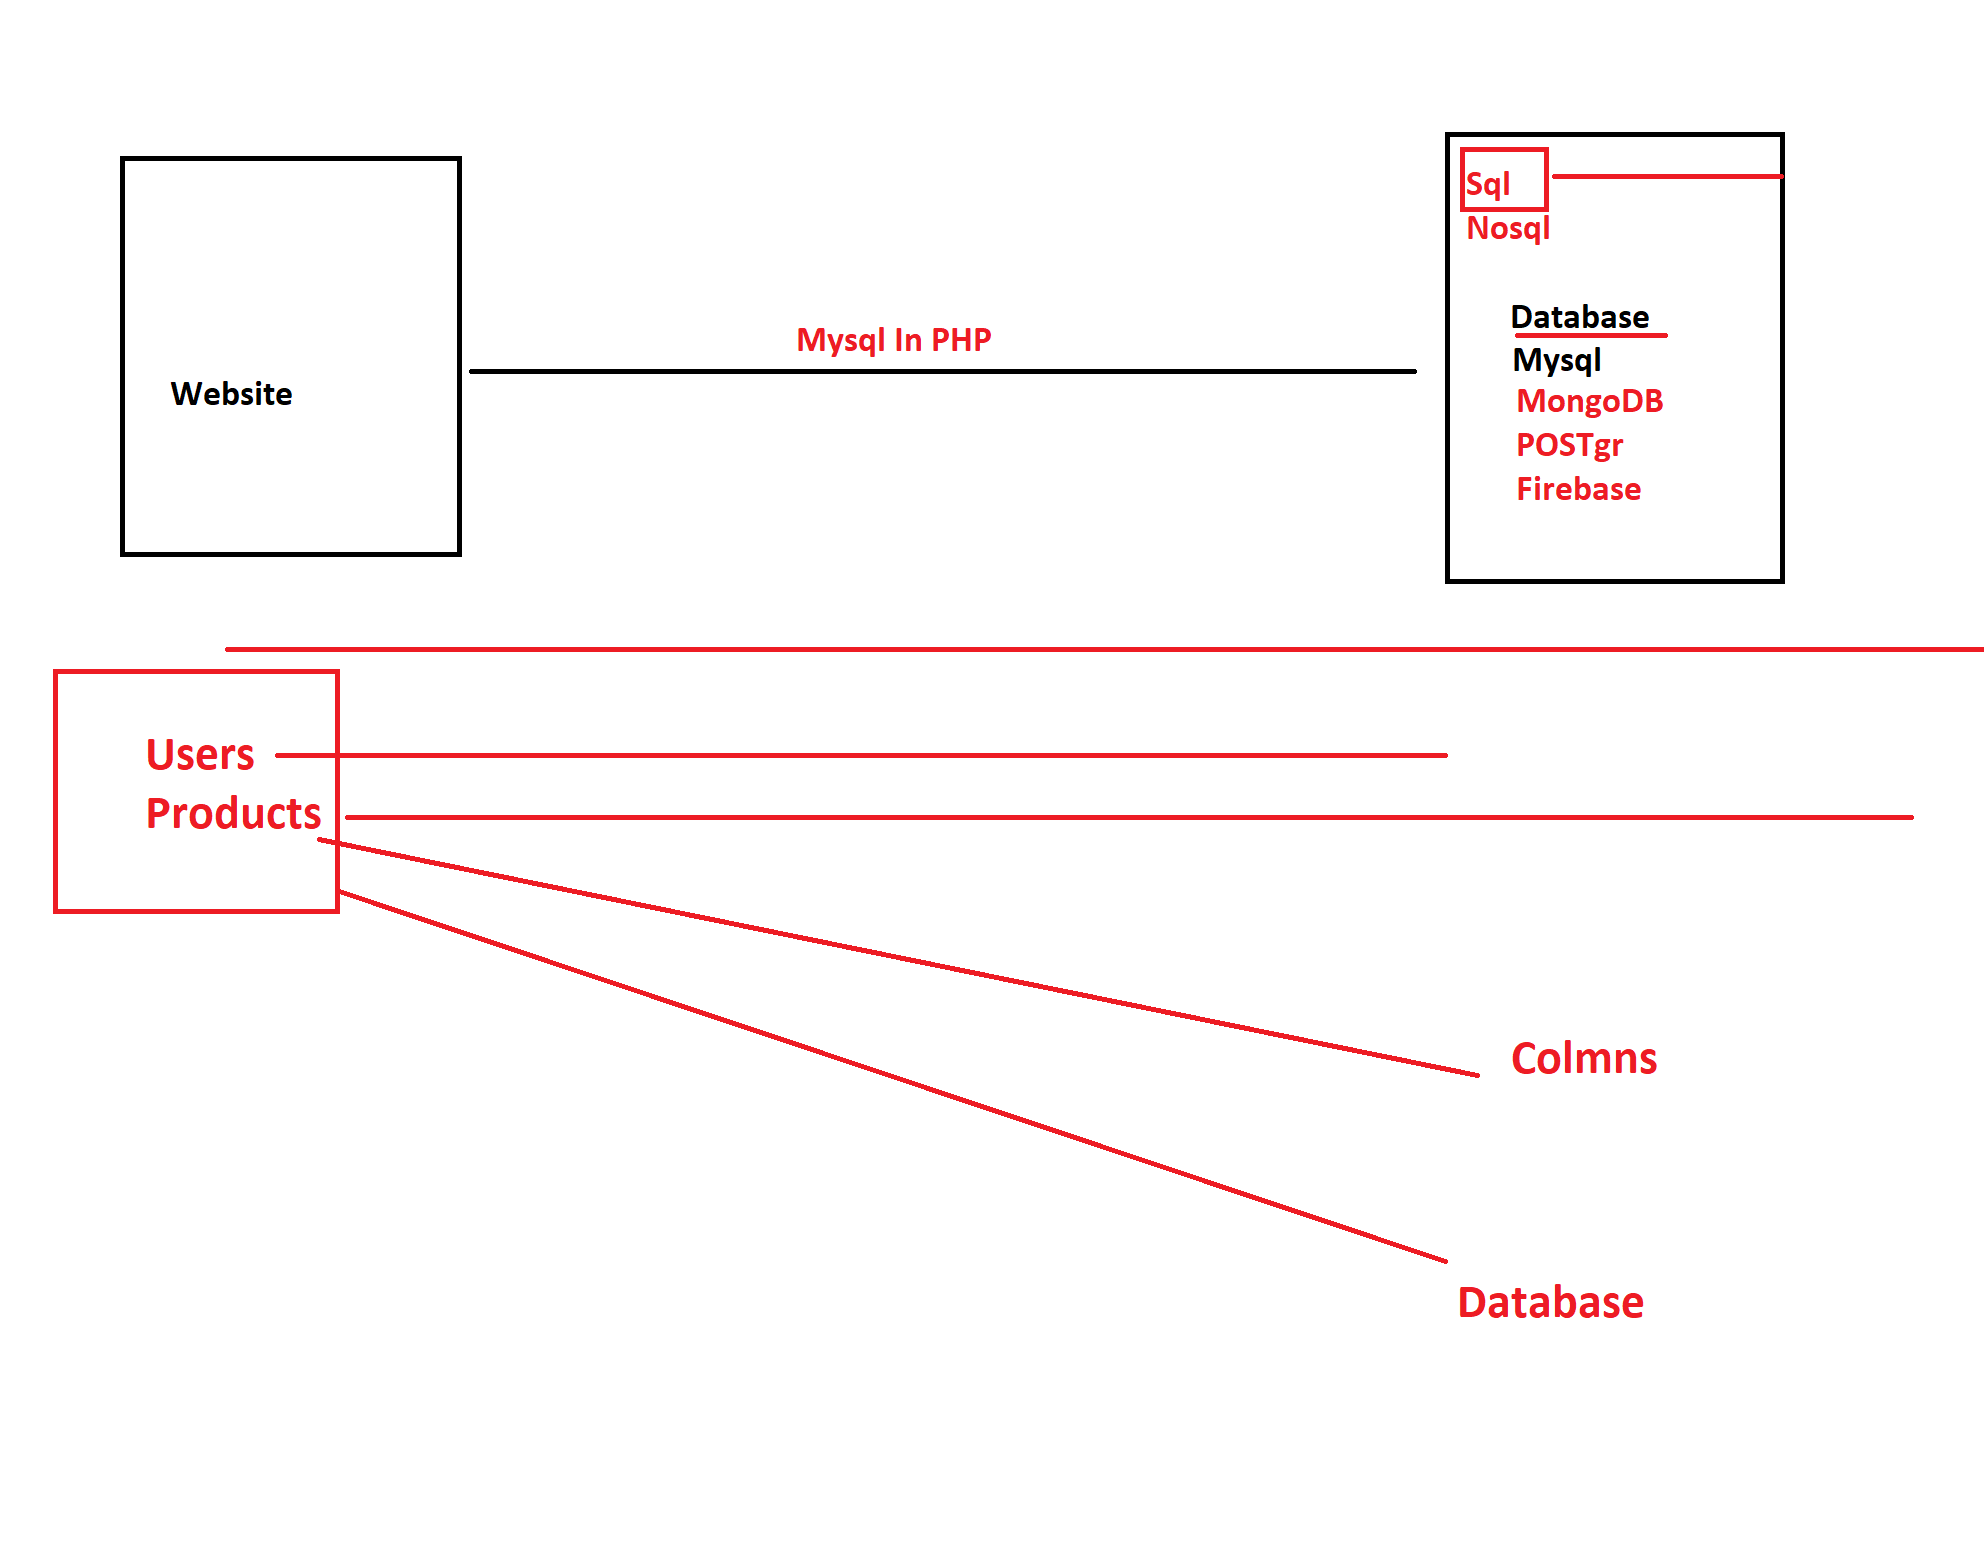 Sql
Nosql
Database
Mysql In PHP
Mysql
Website
MongoDB
POSTgr
Firebase
Users
Products
Colmns
Database